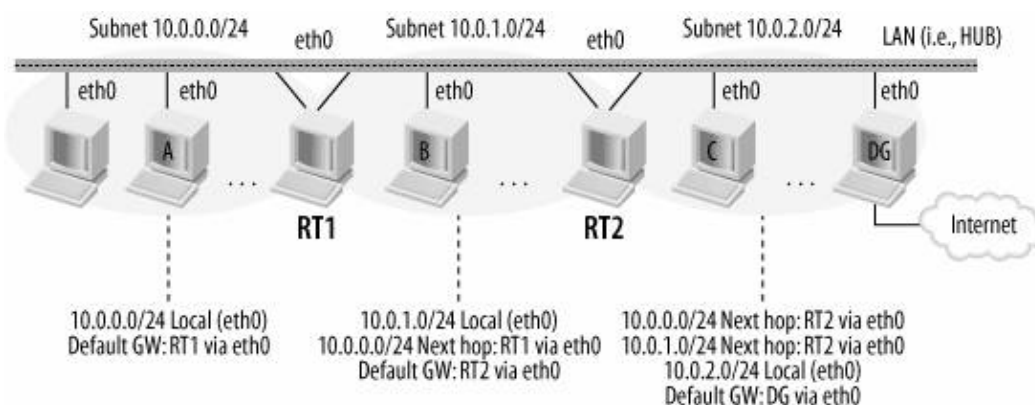 Subnet 10.0.0.0/24
eth0
Subnet 10.0.1.0/24
eth0
Subnet 10.0.2.0/24
LAN (i.e., HUB)
eth0
eth0
eth0
eth0
eth0
A
B
C
DG
...
...
...
RT1
RT2
Internet
10.0.0.0/24 Local (eth0)
Default GW: RT1 via eth0
10.0.1.0/24 Local (eth0)
10.0.0.0/24 Next hop: RT1 via eth0
Default GW: RT2 via eth0
10.0.0.0/24 Next hop: RT2 via eth0
10.0.1.0/24 Next hop: RT2 via eth0
10.0.2.0/24 Local (eth0)
Default GW: DG via eth0